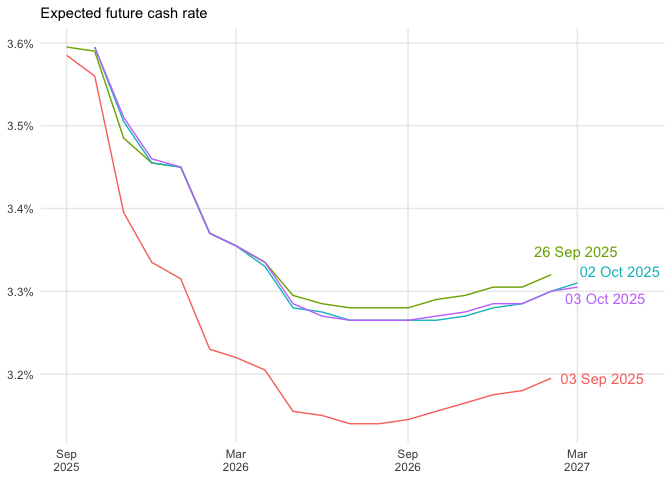 Expected future cash rate
3.6%
3.5%
3.4%
3.3%
3.2%
26 Sep 2025
02 Oct 2025
03 Oct 2025
03 Sep 2025
Sep
2025
Mar
2026
Sep
2026
Mar
2027